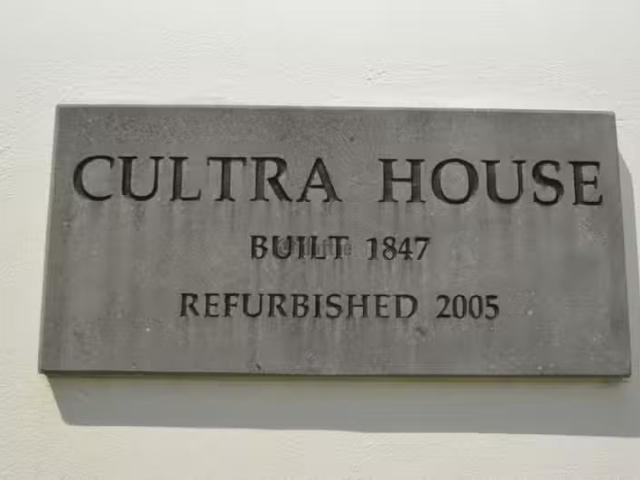 CULTRA HOUSE
BUILT 1847
REFURBISHED 2005